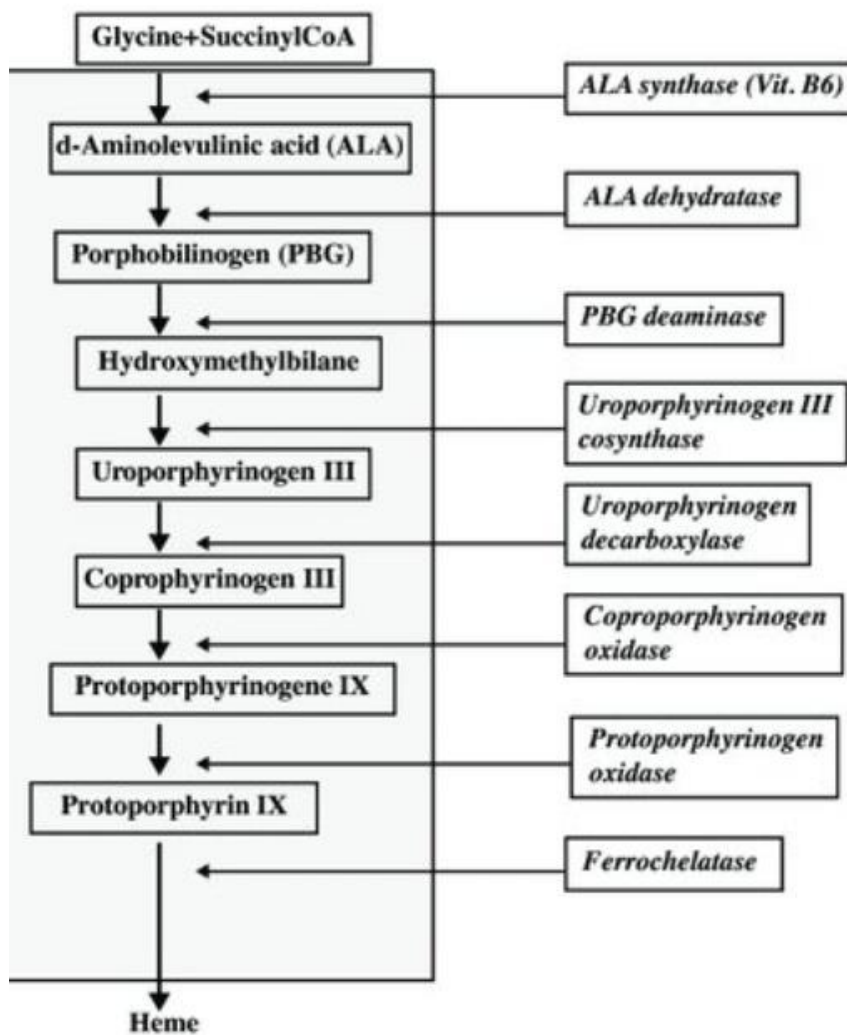 Glycine+SuccinylCoA
ALA synthase (Vit. B6)
d-Aminolevulinic acid (ALA)
ALA dehydratase
Porphobilinogen (PBG)
PBG deaminase
Hydroxymethylbilane
Uroporphyrinogen III
cosynthase
Uroporphyrinogen III
Uroporphyrinogen
decarboxylase
Coprophyrinogen III
Coproporphyrinogen
oxidase
Protoporphyrinogene IX
Protoporphyrinogen
oxidase
Protoporphyrin IX
Ferrochelatase
Heme